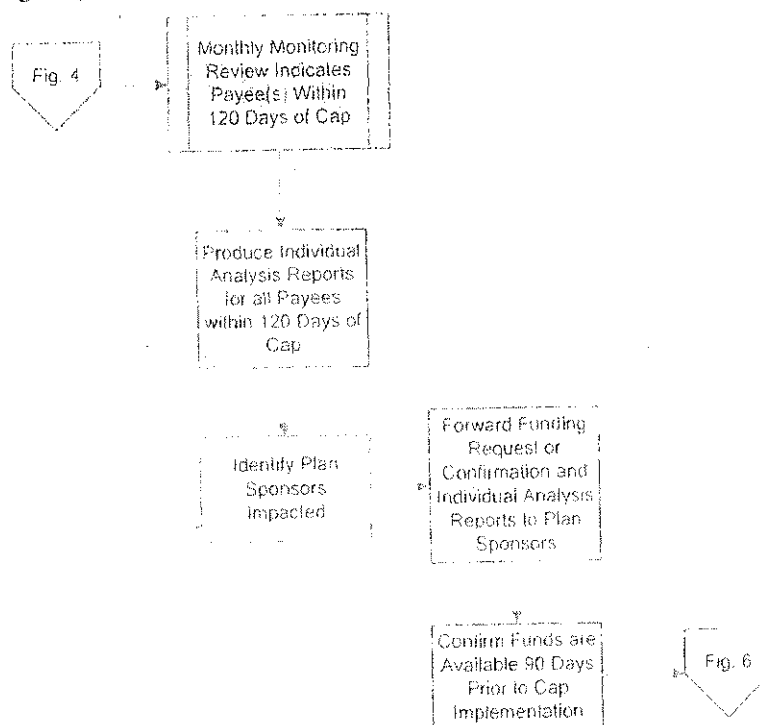 Fig. 4
Monthly Monitoring
Review Indicates
Payee(s) Within
120 Days of Cap
Produce Individual
Analysis Reports
for all Payees
within 120 Days of
Cap
Identify Plan
Sponsors
Impacted
Forward Funding
Request or
Confirmation and
Individual Analysis
Reports to Plan
Sponsors
Confirm Funds are
Available 90 Days
Prior to Cap
Implementation
Fig. 6